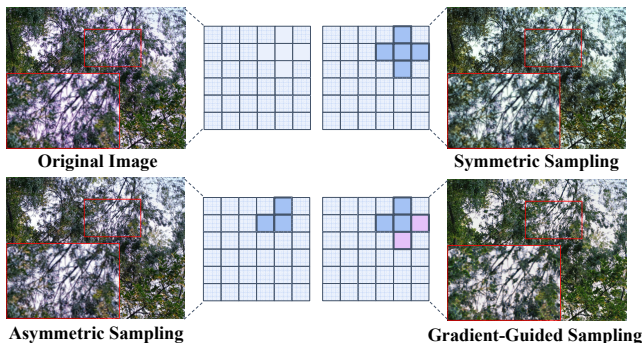 Original Image
Symmetric Sampling
Asymmetric Sampling
Gradient-Guided Sampling